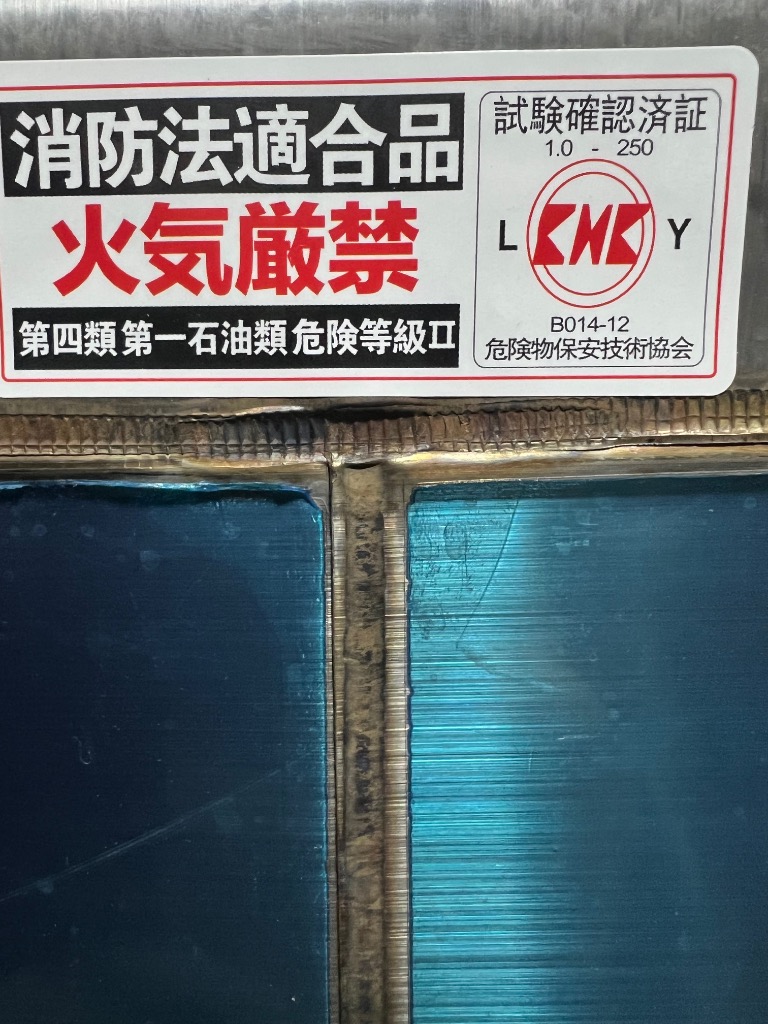 消防法適合品
火気厳禁
第四類第一石油類危険等級Ⅱ
試験確認済証
1.0 - 250
L KHK Y
B014-12
危険物保安技術協会